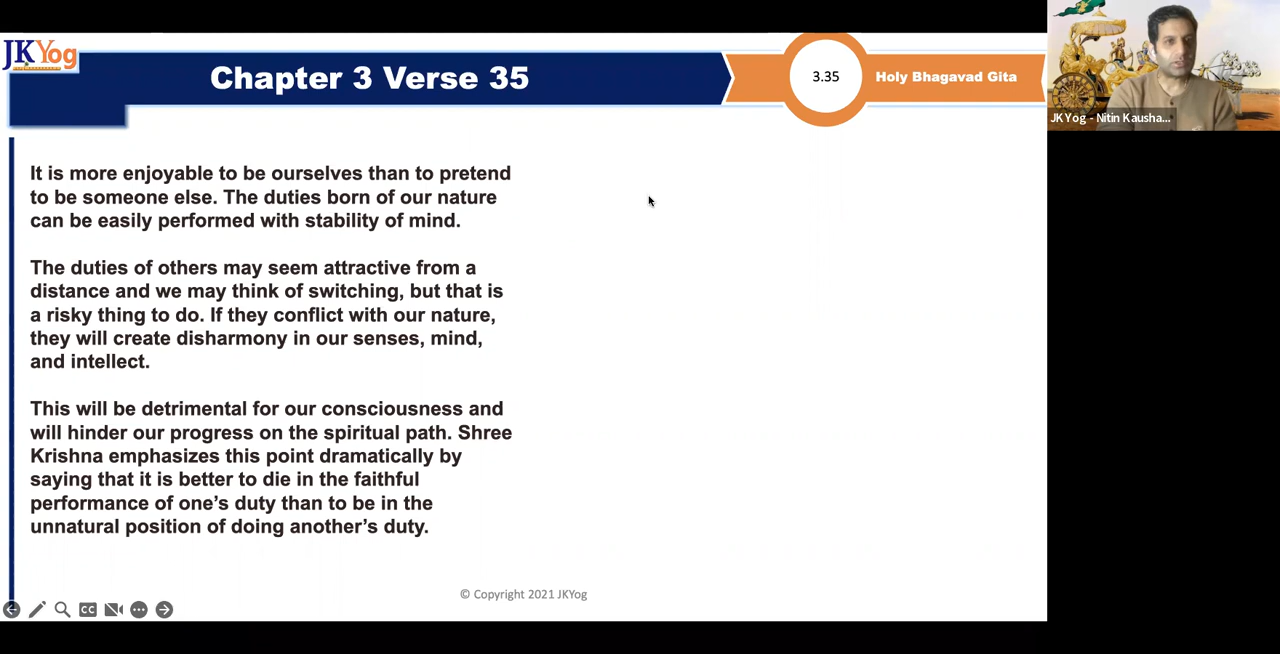 JKYog
Chapter 3 Verse 35
3.35
Holy Bhagavad Gita
JKYog - Nitin Kausha...
It is more enjoyable to be ourselves than to pretend
to be someone else. The duties born of our nature
can be easily performed with stability of mind.
The duties of others may seem attractive from a
distance and we may think of switching, but that is
a risky thing to do. If they conflict with our nature,
they will create disharmony in our senses, mind,
and intellect.
This will be detrimental for our consciousness and
will hinder our progress on the spiritual path. Shree
Krishna emphasizes this point dramatically by
saying that it is better to die in the faithful
performance of one’s duty than to be in the
unnatural position of doing another’s duty.
© Copyright 2021 JKYog
CC